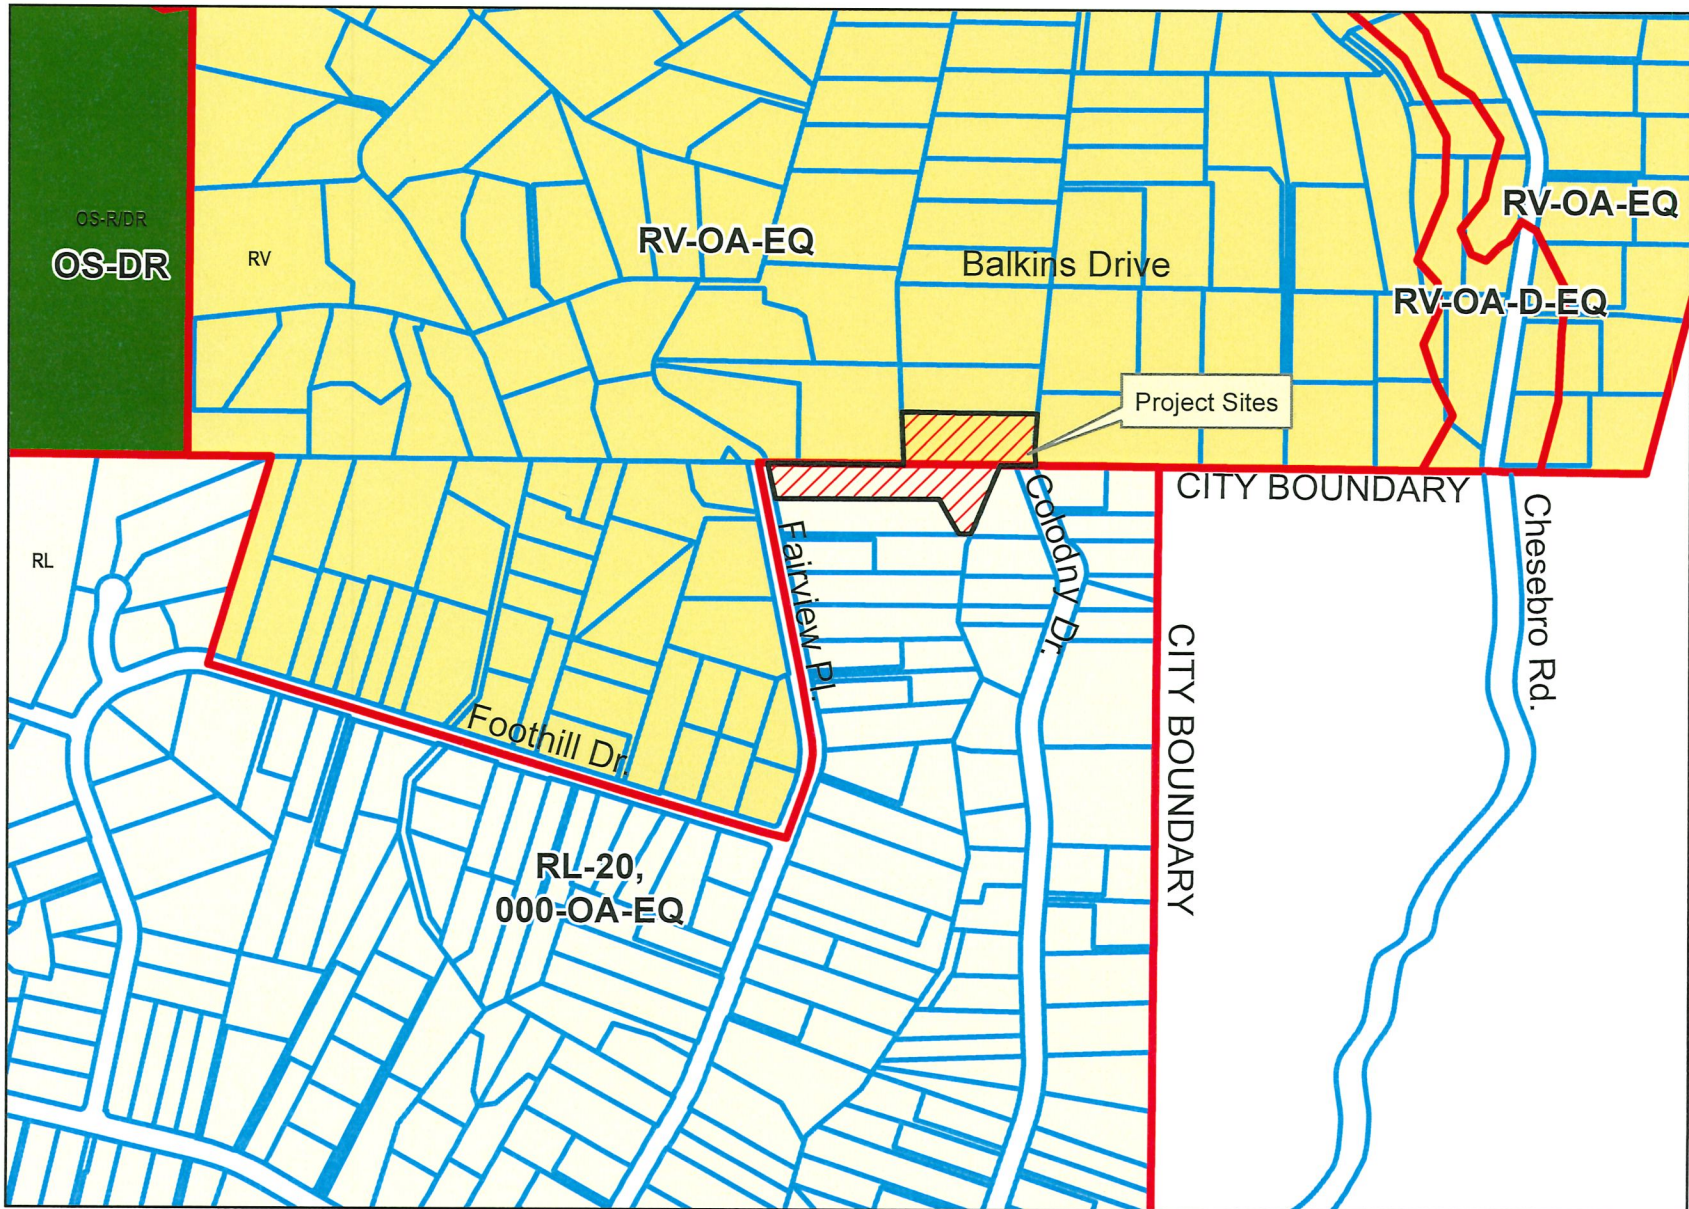 RV-OA-EQ
OS-R/DR
RV-OA-EQ
OS-DR
RV
Balkins Drive
RV-OA-D-EQ
Project Sites
CITY BOUNDARY
Colodny Dr.
Chesebro Rd.
Fairview Pl.
RL
CITY BOUNDARY
Foothill Dr.
RL-20,
000-OA-EQ